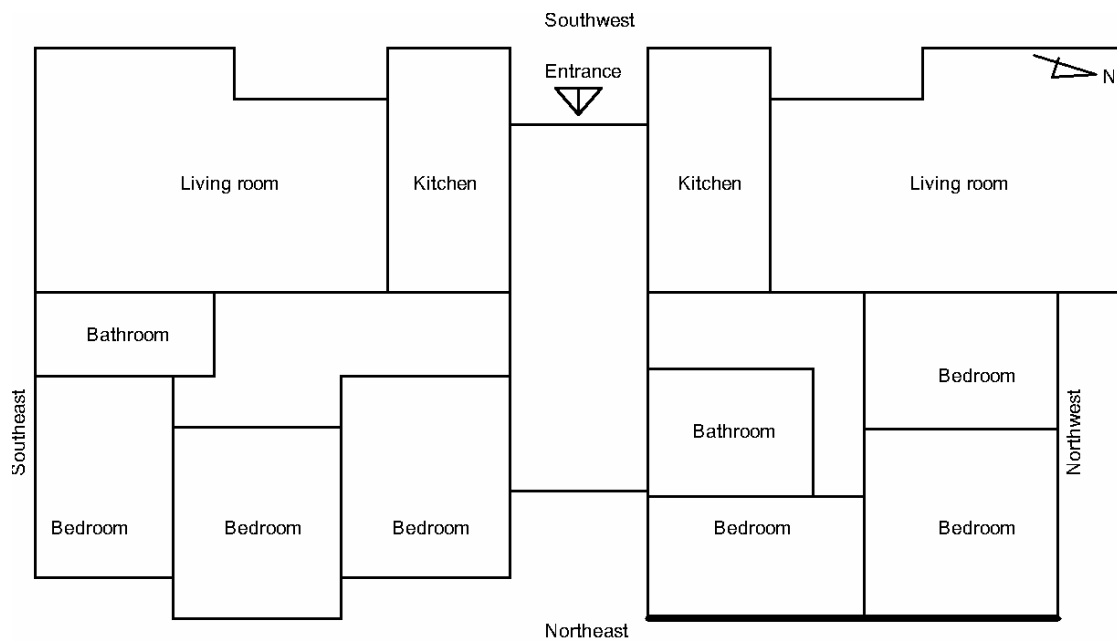 Southwest
Entrance
N
Living room
Kitchen
Kitchen
Living room
Bathroom
Bedroom
Southeast
Bathroom
Northwest
Bedroom
Bedroom
Bedroom
Bedroom
Bedroom
Northeast